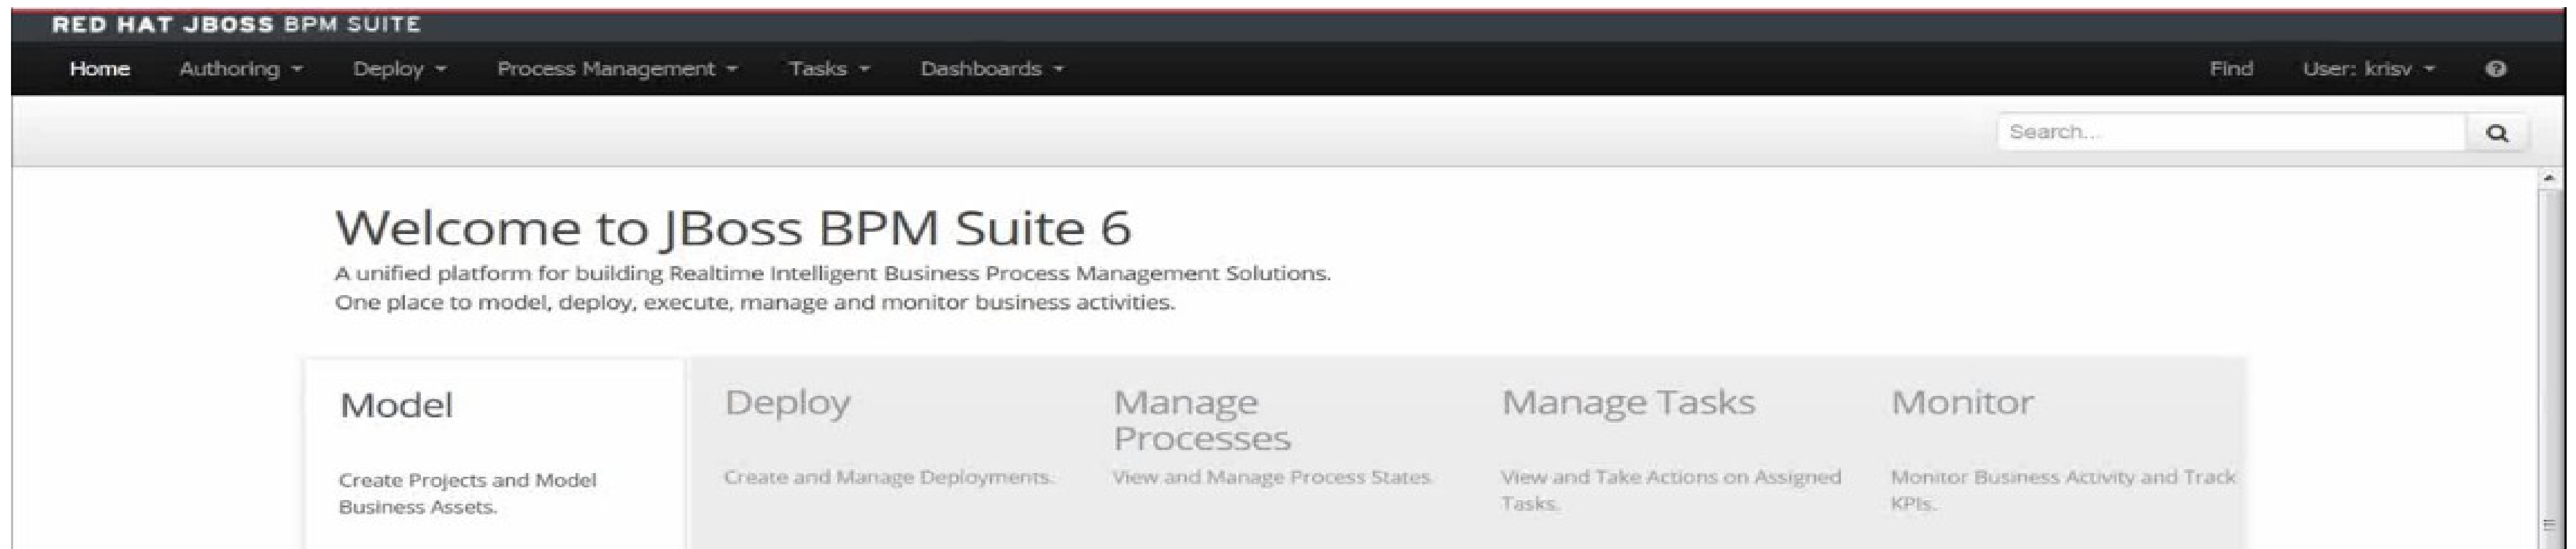 RED HAT JBOSS BPM SUITE
Home Authoring Deploy Process Management Tasks Dashboards Find User: krisv
Search...
Welcome to JBoss BPM Suite 6
A unified platform for building Realtime Intelligent Business Process Management Solutions.
One place to model, deploy, execute, manage and monitor business activities.
Model
Create Projects and Model
Business Assets.
Deploy
Create and Manage Deployments.
Manage
Processes
View and Manage Process States.
Manage Tasks
View and Take Actions on Assigned
Tasks.
Monitor
Monitor Business Activity and Track
KPIs.